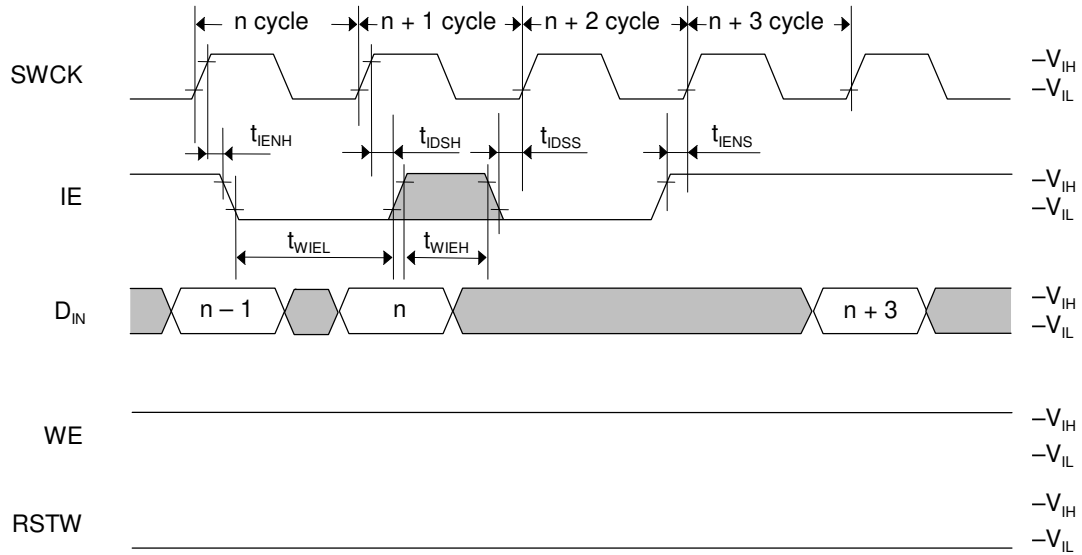 n cycle n + 1 cycle n + 2 cycle n + 3 cycle
SWCK
–VIH
–VIL
tIENH tIDSH tIDSS tIENS
IE
–VIH
–VIL
tWIEL tWIEH
DIN
n – 1 n n + 3
–VIH
–VIL
WE
–VIH
–VIL
RSTW
–VIH
–VIL